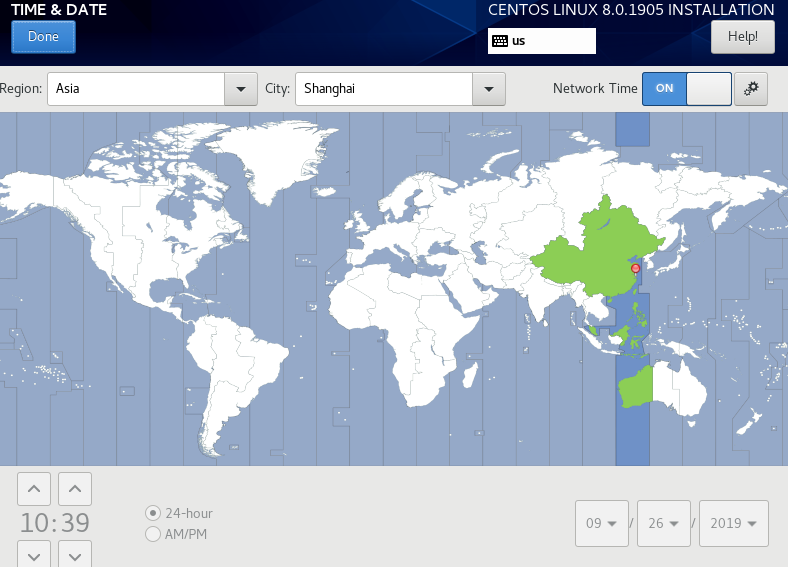 TIME & DATE
CENTOS LINUX 8.0.1905 INSTALLATION
Done
us
Help!
Region: Asia City: Shanghai Network Time ON
10:39
24-hour
AM/PM
09 / 26 / 2019